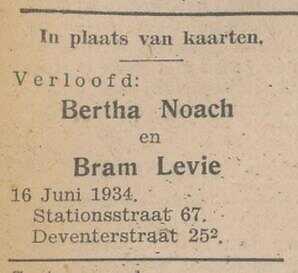 In plaats van kaarten.
Verloofd:
Bertha Noach
en
Bram Levie
16 Juni 1934.
Stationsstraat 67.
Deventerstraat 25².